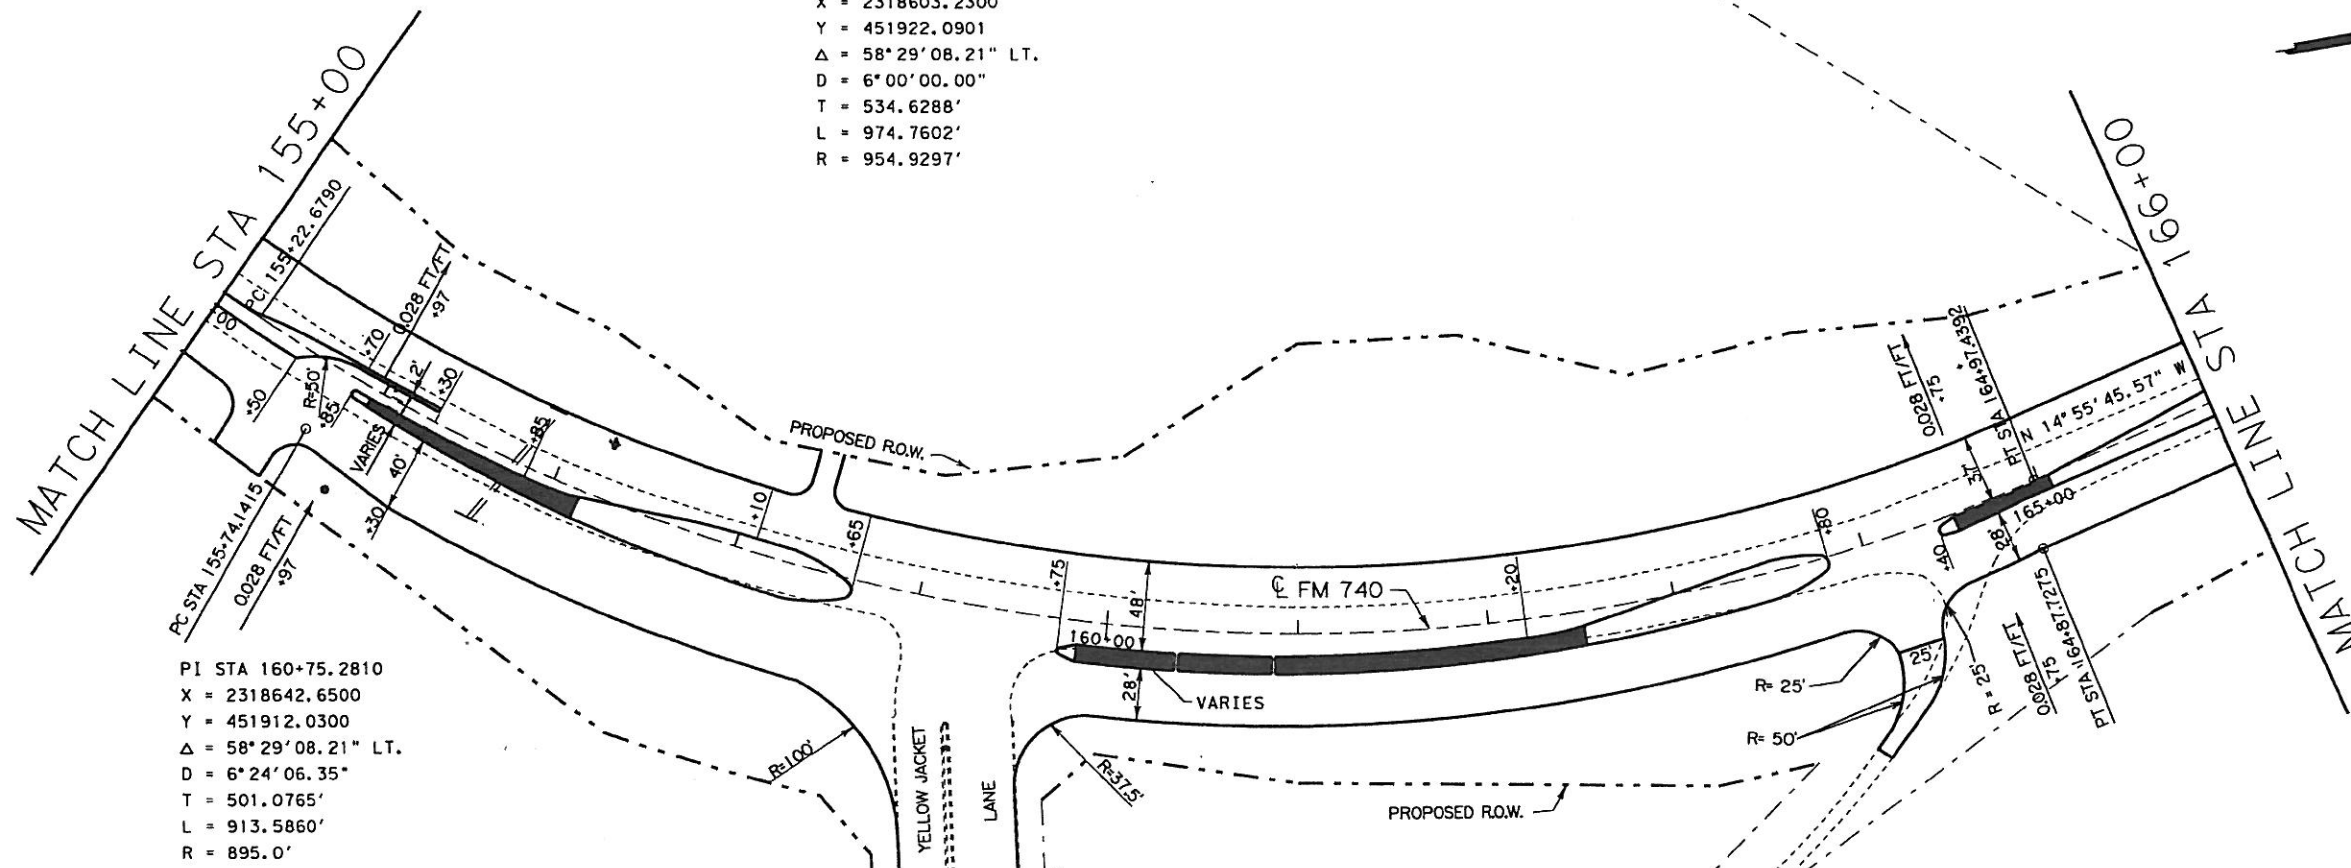 X = 2318603.2300
Y = 451922.0901
Δ = 58°29'08.21" LT.
D = 6°00'00.00"
T = 534.6288'
L = 974.7602'
R = 954.9297'
MATCH LINE STA 155+00
PC 155+22.6790
0.028 FT/FT
+97
+70
2'
+30
+00
+50
R=50'
+85
VARIES
40'
+30
+85
PC STA 155+74.1415
0.028 FT/FT
+97
+10
+65
PROPOSED R.O.W.
+75
48'
160+00
28'
VARIES
℄ FM 740
+20
+80
0.028 FT/FT
+75
PT STA 164+97.4392
N 14°55'45.57" W
37'
165+00
+40
28'
MATCH LINE STA 166+00
MATCH LINE
25'
R= 25'
R= 50'
R = 25'
0.028 FT/FT
+75
PT STA 164+87.7275
PI STA 160+75.2810
X = 2318642.6500
Y = 451912.0300
Δ = 58°29'08.21" LT.
D = 6°24'06.35"
T = 501.0765'
L = 913.5860'
R = 895.0'
R=100'
YELLOW JACKET
LANE
R=37.5'
PROPOSED R.O.W.